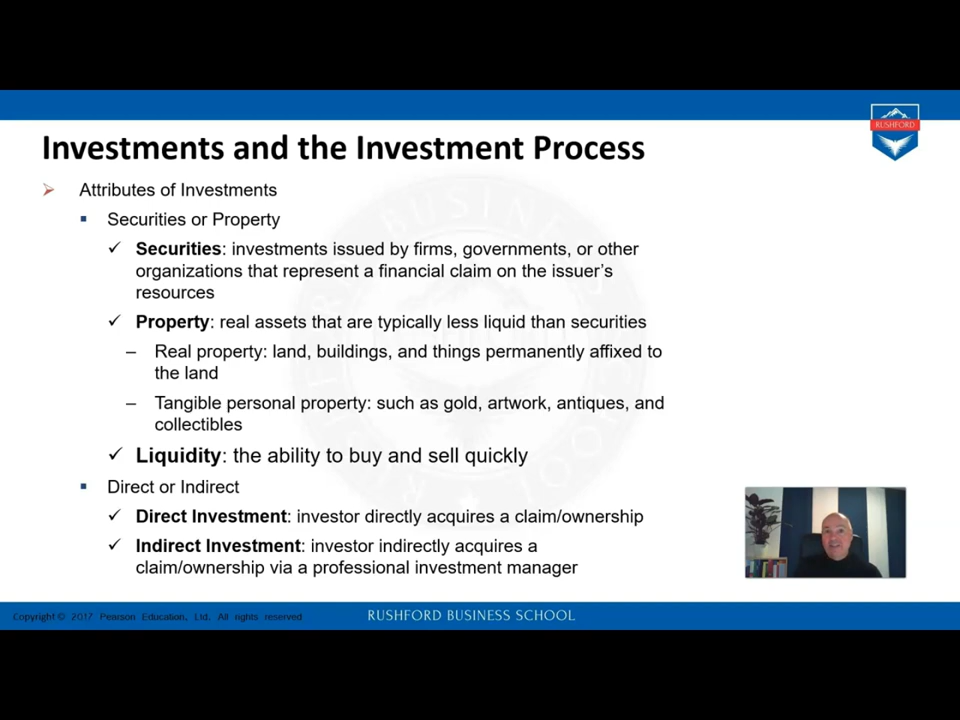 RUSHFORD
Investments and the Investment Process
Attributes of Investments
Securities or Property
Securities: investments issued by firms, governments, or other
organizations that represent a financial claim on the issuer’s
resources
Property: real assets that are typically less liquid than securities
Real property: land, buildings, and things permanently affixed to
the land
Tangible personal property: such as gold, artwork, antiques, and
collectibles
Liquidity: the ability to buy and sell quickly
Direct or Indirect
Direct Investment: investor directly acquires a claim/ownership
Indirect Investment: investor indirectly acquires a
claim/ownership via a professional investment manager
Copyright © 2017 Pearson Education, Ltd. All rights reserved
RUSHFORD BUSINESS SCHOOL